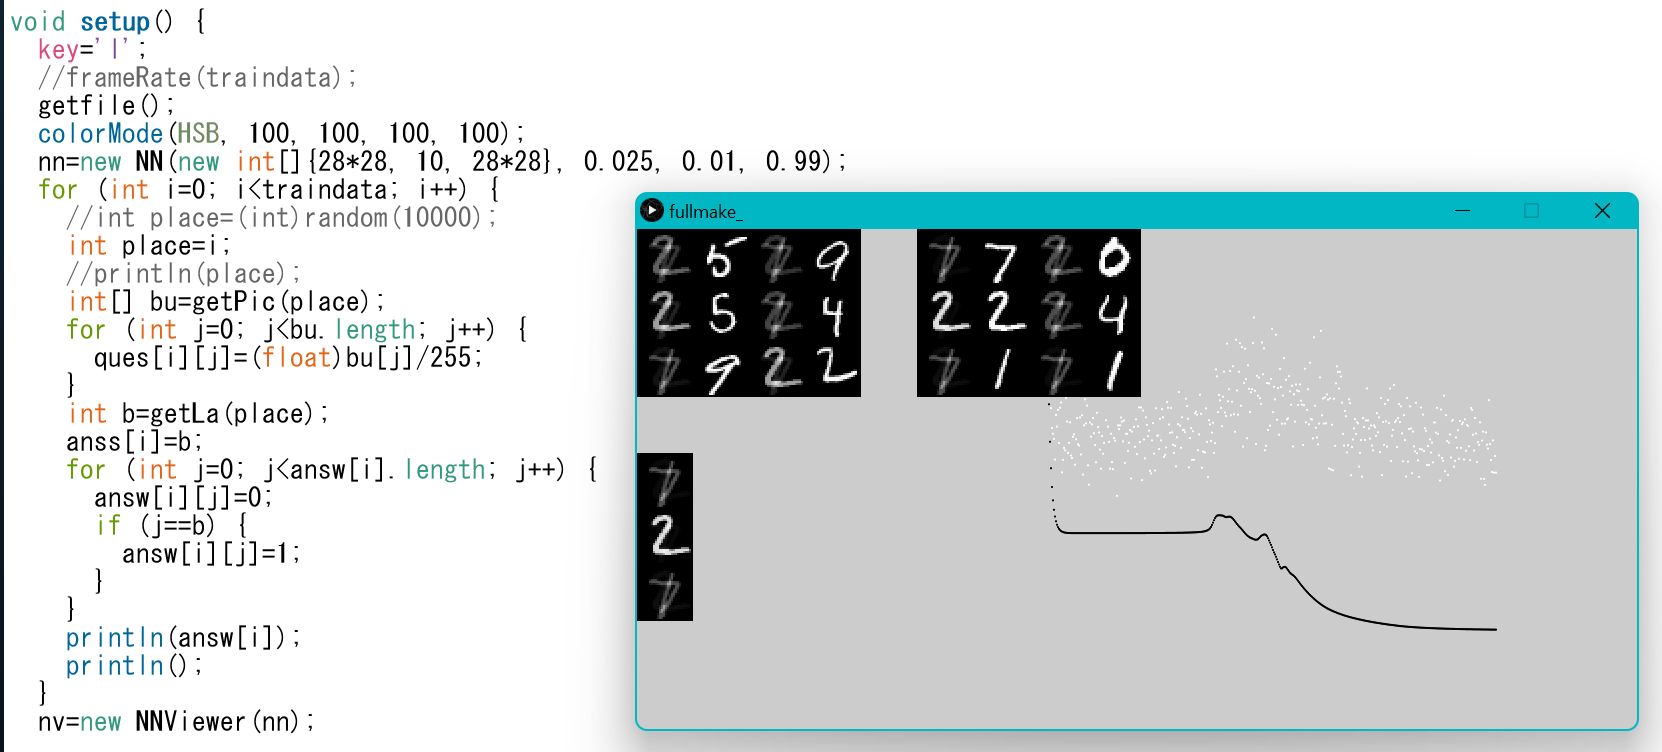 void setup() {
key='l';
//frameRate(traindata);
getfile();
colorMode(HSB, 100, 100, 100, 100);
nn=new NN(new int[]{28*28, 10, 28*28}, 0.025, 0.01, 0.99);
for (int i=0; i<traindata; i++) {
//int place=(int)random(10000);
int place=i;
//println(place);
int[] bu=getPic(place);
for (int j=0; j<bu.length; j++) {
ques[i][j]=(float)bu[j]/255;
}
int b=getLa(place);
anss[i]=b;
for (int j=0; j<answ[i].length; j++) {
answ[i][j]=0;
if (j==b) {
answ[i][j]=1;
}
}
println(answ[i]);
println();
}
nv=new NNViewer(nn);
fullmake_
2 5 2 9
2 5 2 4
7 9 2 2
7 7 2 0
2 2 2 4
7 1 7 1
7
2
7